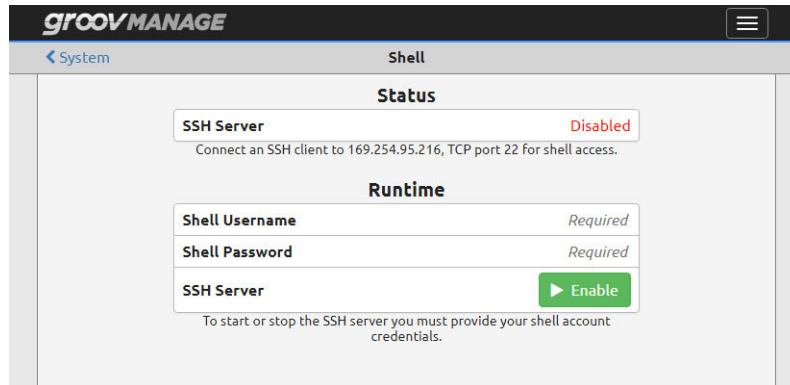 groov MANAGE
System
Shell
Status
SSH Server Disabled
Connect an SSH client to 169.254.95.216, TCP port 22 for shell access.
Runtime
Shell Username Required
Shell Password Required
SSH Server Enable
To start or stop the SSH server you must provide your shell account
credentials.